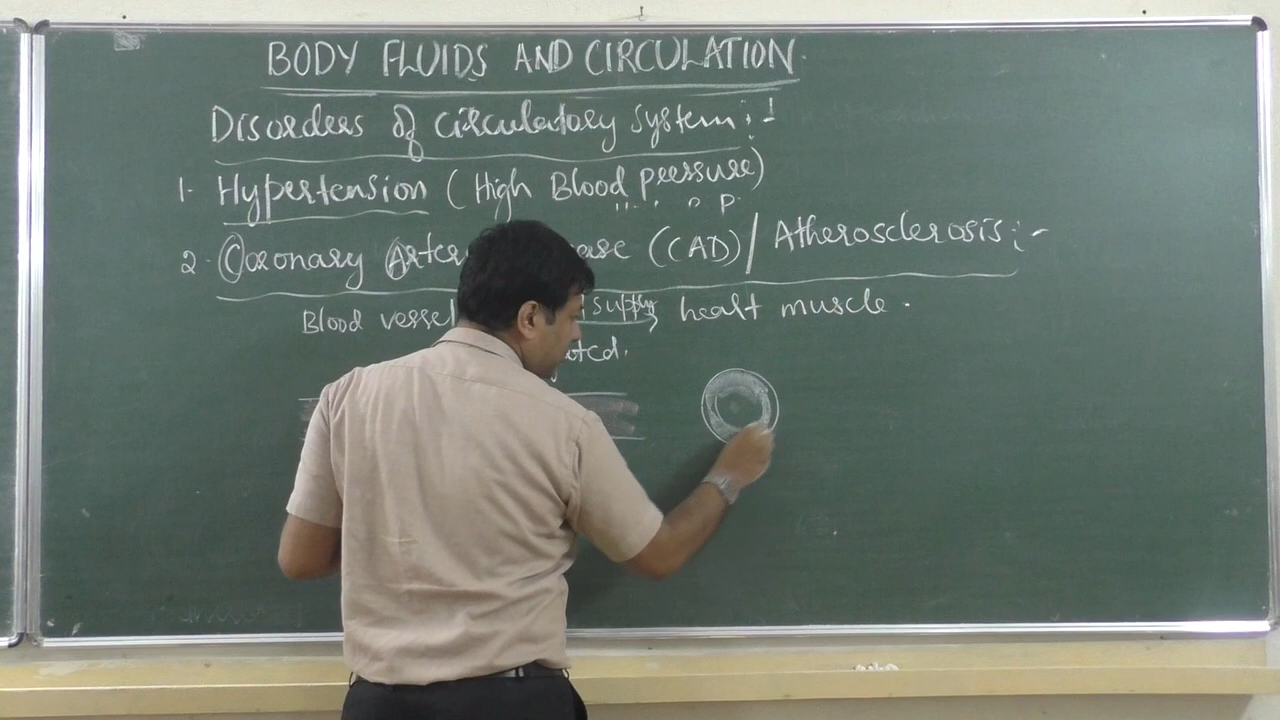 BODY FLUIDS AND CIRCULATION
Disorders of circulatory system :-
1- Hypertension (High Blood pressure)
2- Coronary (CAD) / Atherosclerosis :-
Blood vessel supply heart muscle.